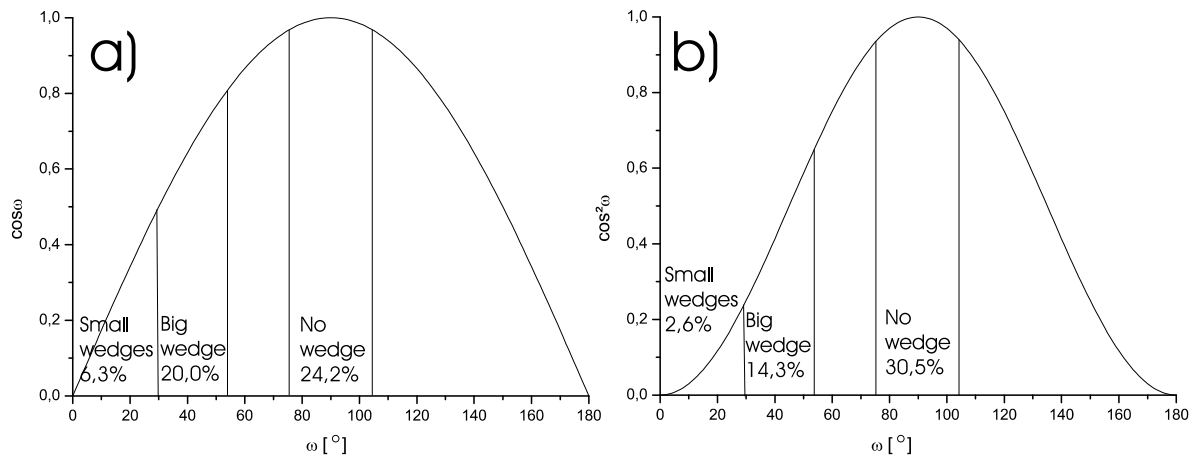 a)
1,0
0,8
0,6
0,4
0,2
0,0
cosω
Small
wedges
6,3%
Big
wedge
20,0%
No
wedge
24,2%
0 20 40 60 80 100 120 140 160 180
ω [°]
b)
1,0
0,8
0,6
0,4
0,2
0,0
cos²ω
Small
wedges
2,6%
Big
wedge
14,3%
No
wedge
30,5%
0 20 40 60 80 100 120 140 160 180
ω [°]